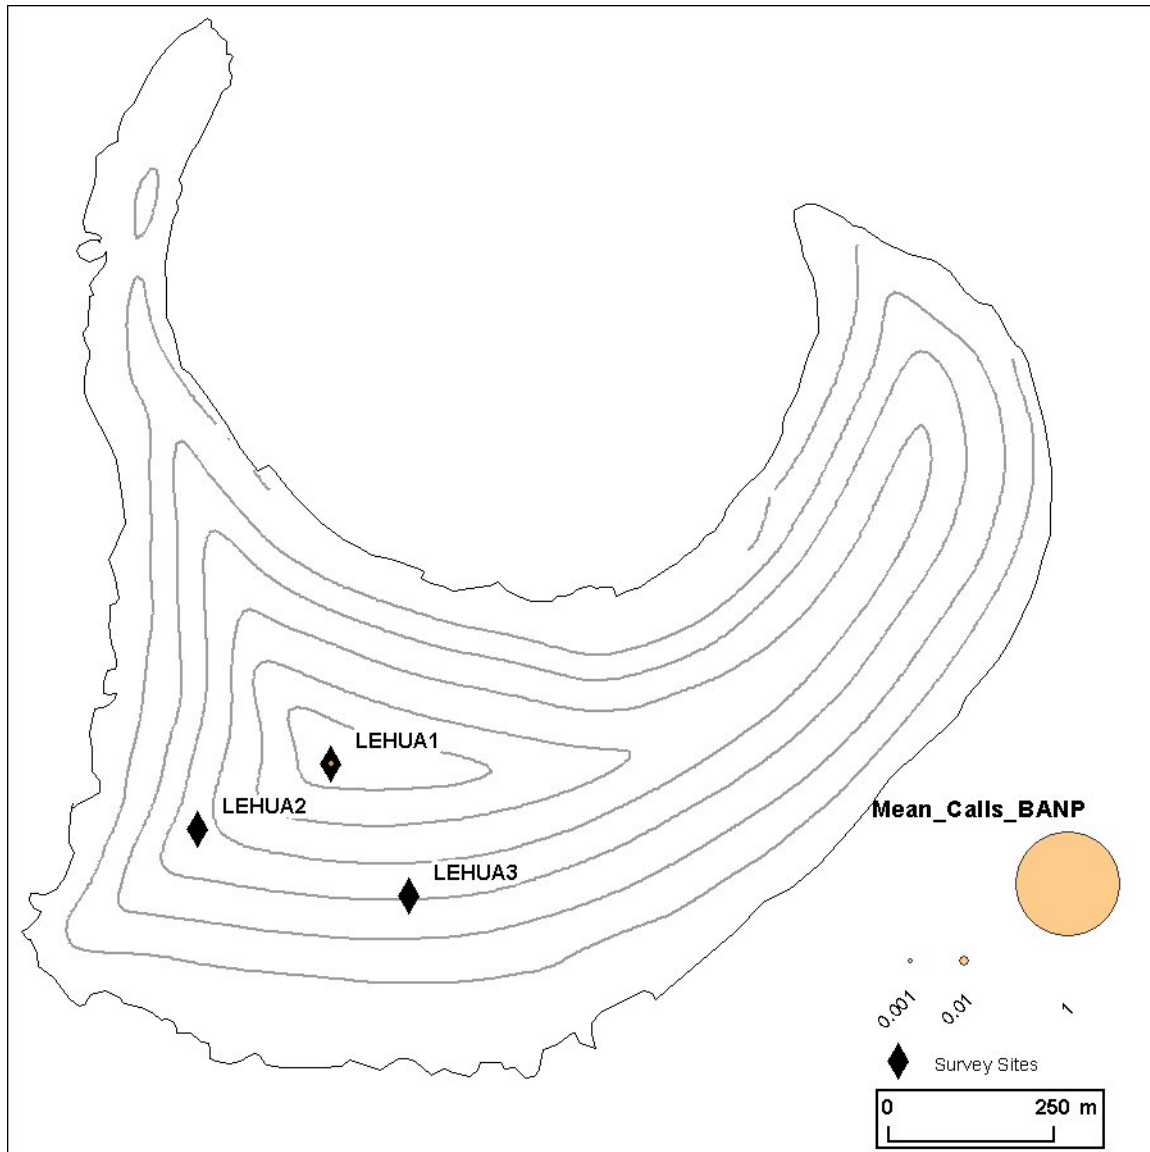 LEHUA1
LEHUA2
LEHUA3
Mean_Calls_BANP
0.001 0.01 1
Survey Sites
0 250 m